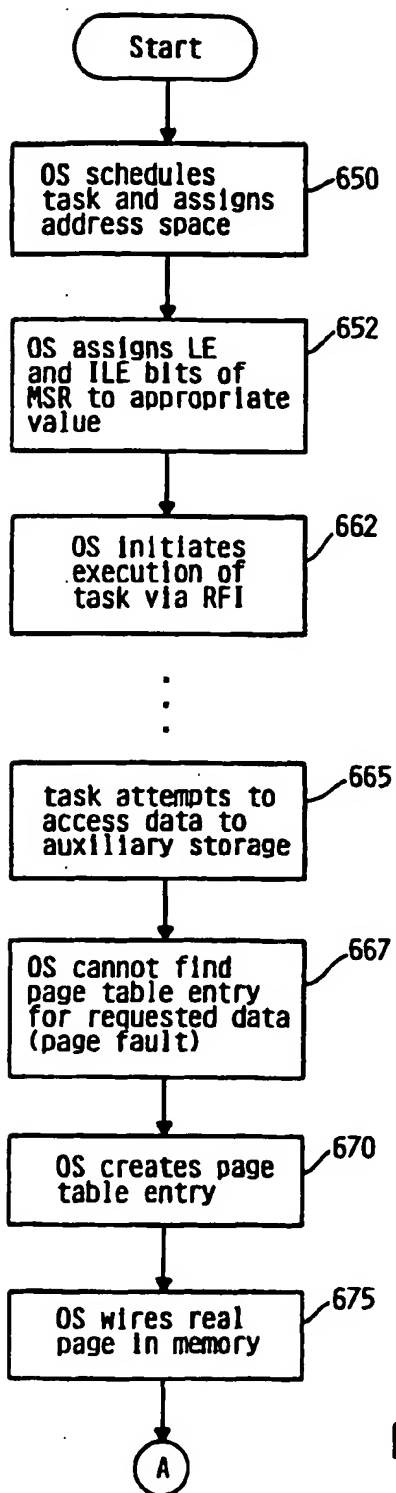 Start
OS schedules
task and assigns
address space
650
OS assigns LE
and ILE bits of
MSR to appropriate
value
652
OS initiates
execution of
task via RFI
662
task attempts to
access data to
auxiliary storage
665
OS cannot find
page table entry
for requested data
(page fault)
667
OS creates page
table entry
670
OS wires real
page in memory
675
A